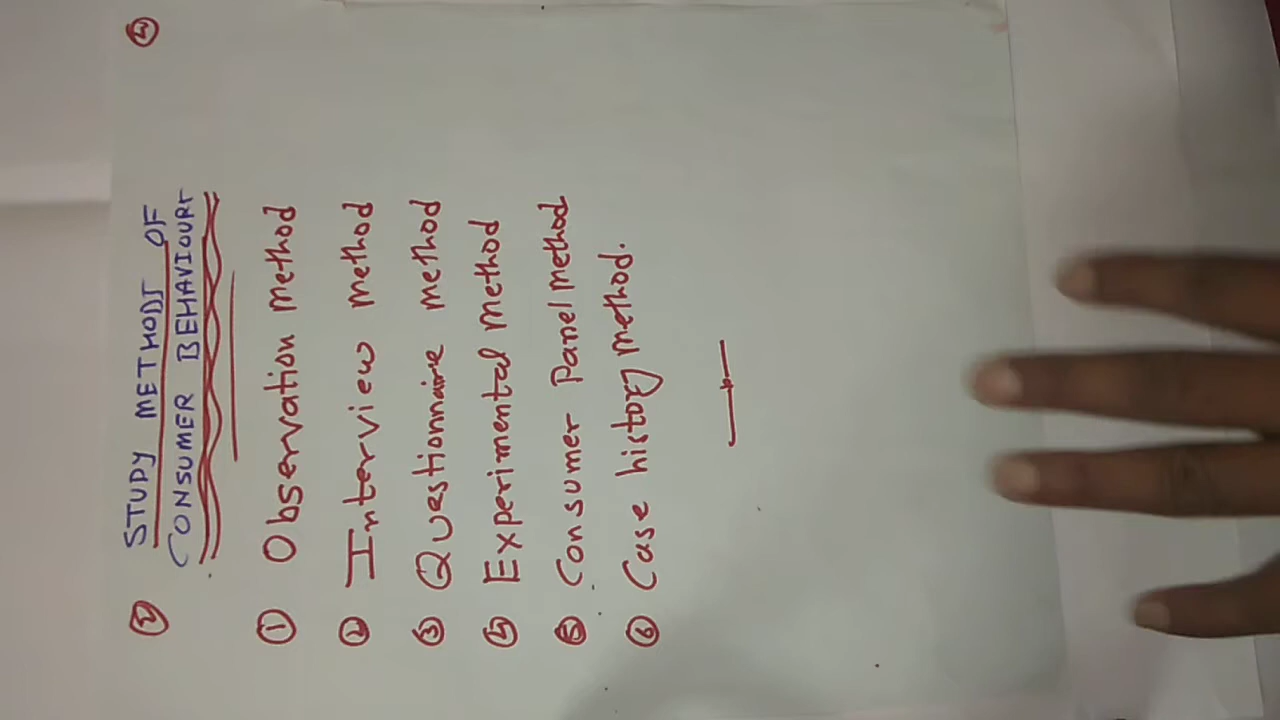 STUDY METHODS OF
CONSUMER BEHAVIOURS
① Observation method
② Interview method
③ Questionnaire method
④ Experimental method
⑤ Consumer Panel method
⑥ Case history method.